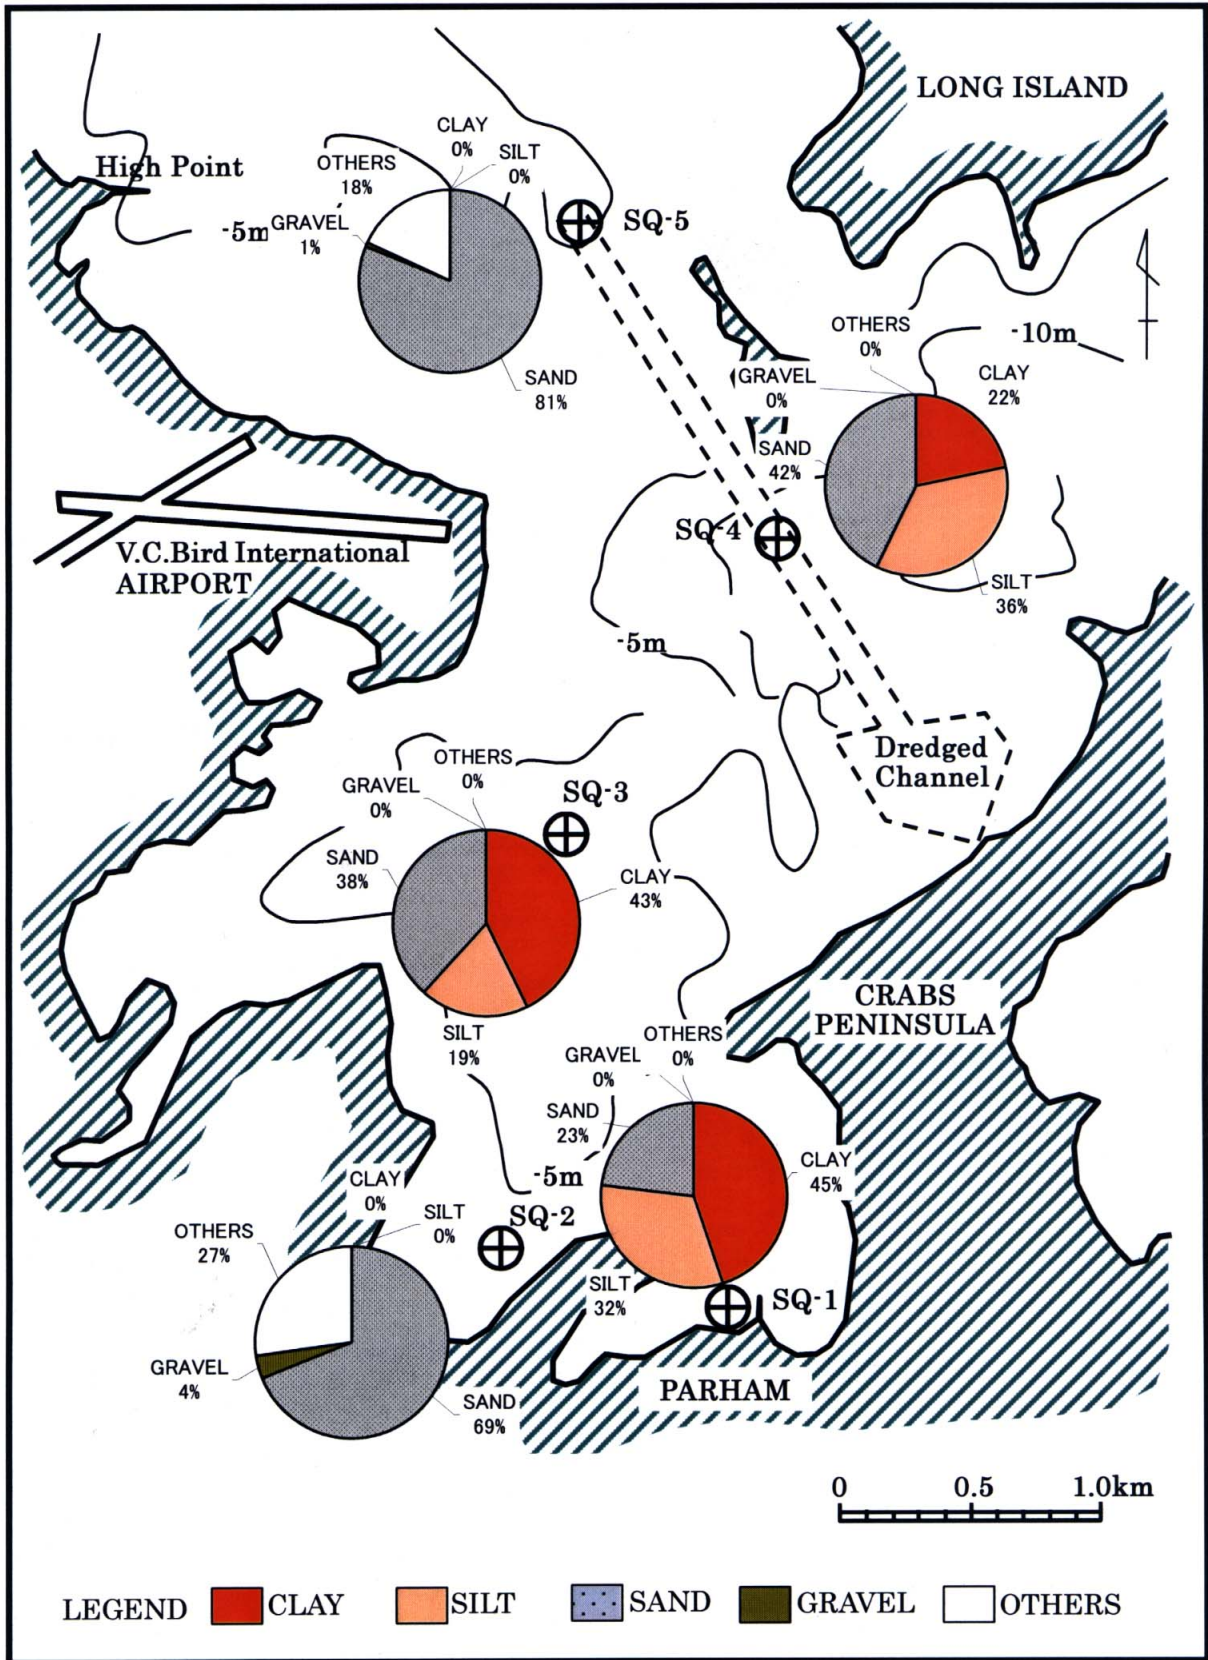 LONG ISLAND
High Point
CLAY
0%
SILT
0%
OTHERS
18%
GRAVEL
1%
-5m
SAND
81%
SQ-5
-10m
OTHERS
0%
GRAVEL
0%
CLAY
22%
SAND
42%
SILT
36%
SQ-4
V.C.Bird International
AIRPORT
-5m
Dredged
Channel
OTHERS
0%
GRAVEL
0%
SQ-3
SAND
38%
CLAY
43%
SILT
19%
CRABS
PENINSULA
OTHERS
0%
GRAVEL
0%
SAND
23%
CLAY
45%
SILT
32%
-5m
SQ-1
CLAY
0%
SILT
0%
SQ-2
OTHERS
27%
GRAVEL
4%
SAND
69%
PARHAM
0 0.5 1.0km
LEGEND CLAY SILT SAND GRAVEL OTHERS